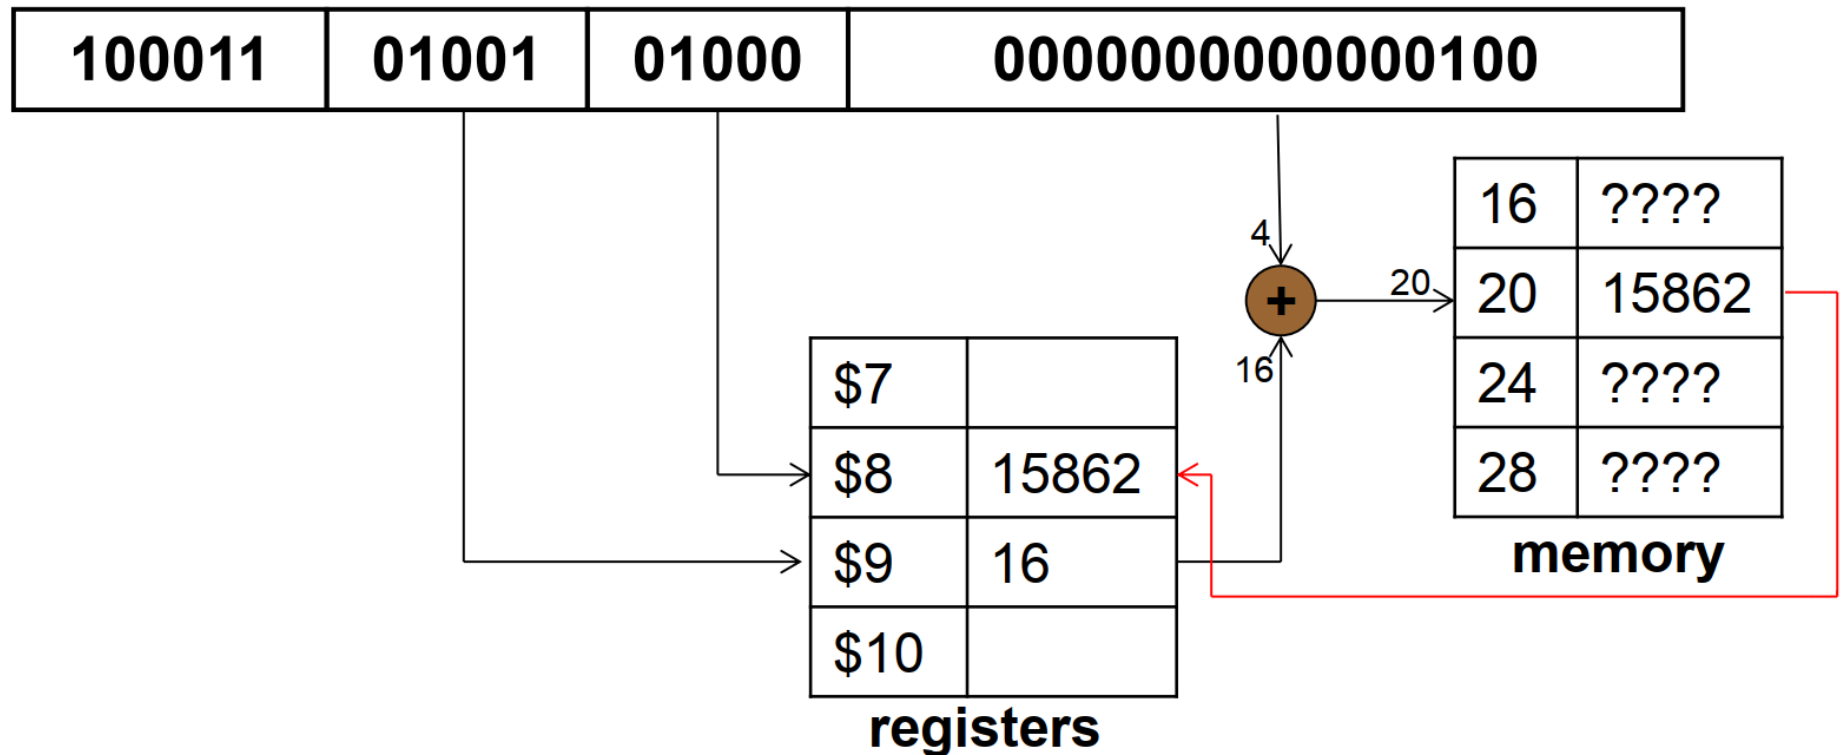 100011 01001 01000 0000000000000100
16 ????
4
20 20 15862
+
16
$7
24 ????
$8 15862
28 ????
memory
$9 16
$10
registers